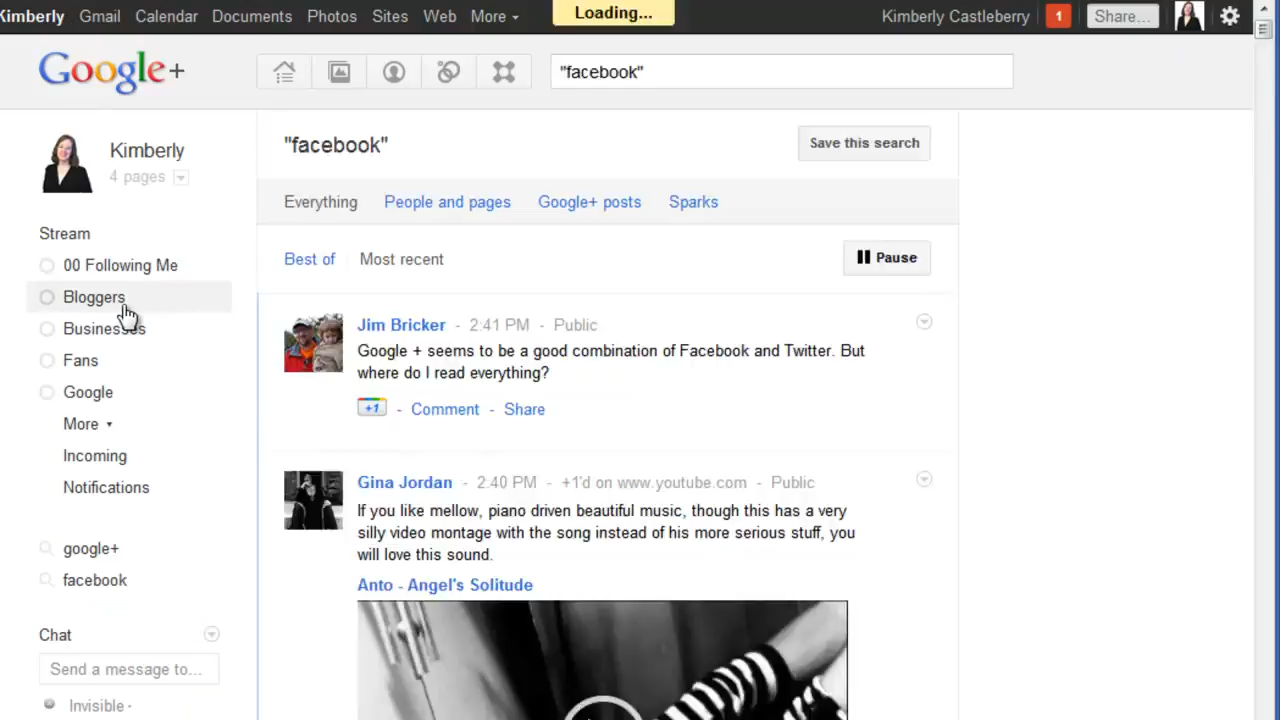 Kimberly Gmail Calendar Documents Photos Sites Web More Loading... Kimberly Castleberry 1 Share...
Google+
"facebook"
Kimberly
4 pages
Stream
00 Following Me
Bloggers
Businesses
Fans
Google
More
Incoming
Notifications
google+
facebook
Chat
Send a message to...
Invisible
"facebook"
Save this search
Everything People and pages Google+ posts Sparks
Best of Most recent
Pause
Jim Bricker - 2:41 PM - Public
Google + seems to be a good combination of Facebook and Twitter. But
where do I read everything?
+1 - Comment - Share
Gina Jordan - 2:40 PM - +1'd on www.youtube.com - Public
If you like mellow, piano driven beautiful music, though this has a very
silly video montage with the song instead of his more serious stuff, you
will love this sound.
Anto - Angel's Solitude